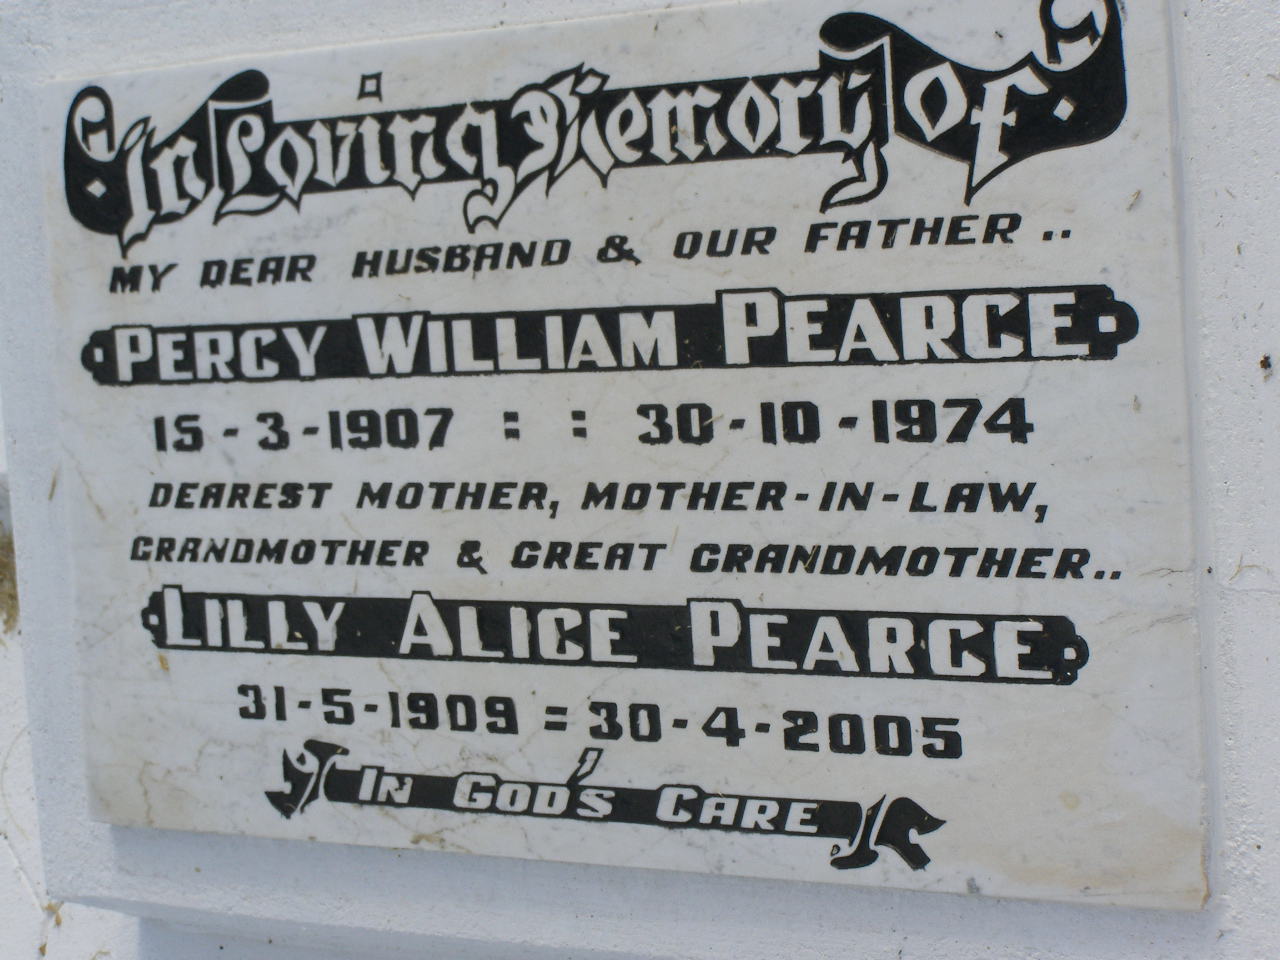 In Loving Memory of
MY DEAR HUSBAND & OUR FATHER ..
PERCY WILLIAM PEARCE
15-3-1907 : : 30-10-1974
DEAREST MOTHER, MOTHER-IN-LAW,
GRANDMOTHER & GREAT GRANDMOTHER..
LILLY ALICE PEARCE
31-5-1909 = 30-4-2005
IN GOD'S CARE